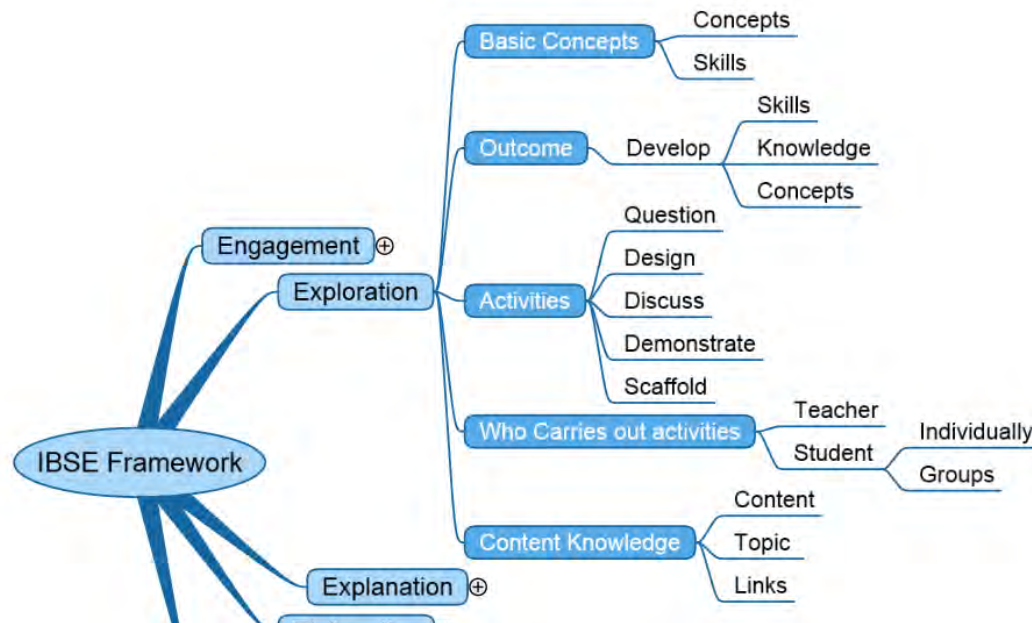 Concepts
Basic Concepts
Skills
Skills
Outcome
Develop
Knowledge
Concepts
Question
Engagement
Design
Exploration
Activities
Discuss
Demonstrate
Scaffold
Teacher
Who Carries out activities
Individually
Student
IBSE Framework
Groups
Content
Content Knowledge
Topic
Explanation
Links